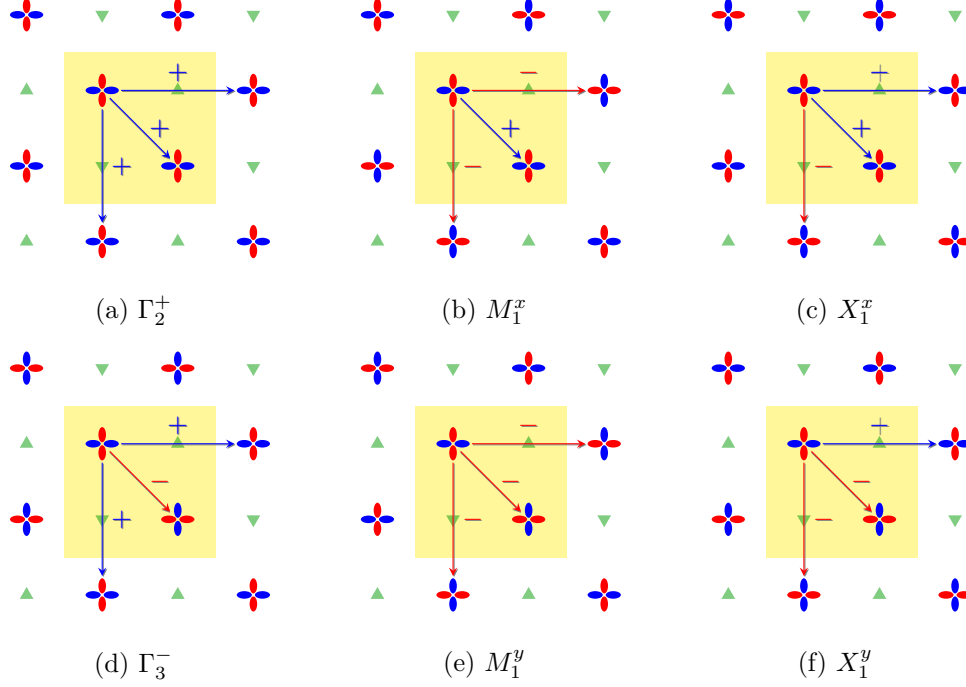 + − +
+ + +
+ − −
(a) Γ₂⁺ (b) M₁ˣ (c) X₁ˣ
+ − +
− − −
+ − −
(d) Γ₃⁻ (e) M₁ʸ (f) X₁ʸ